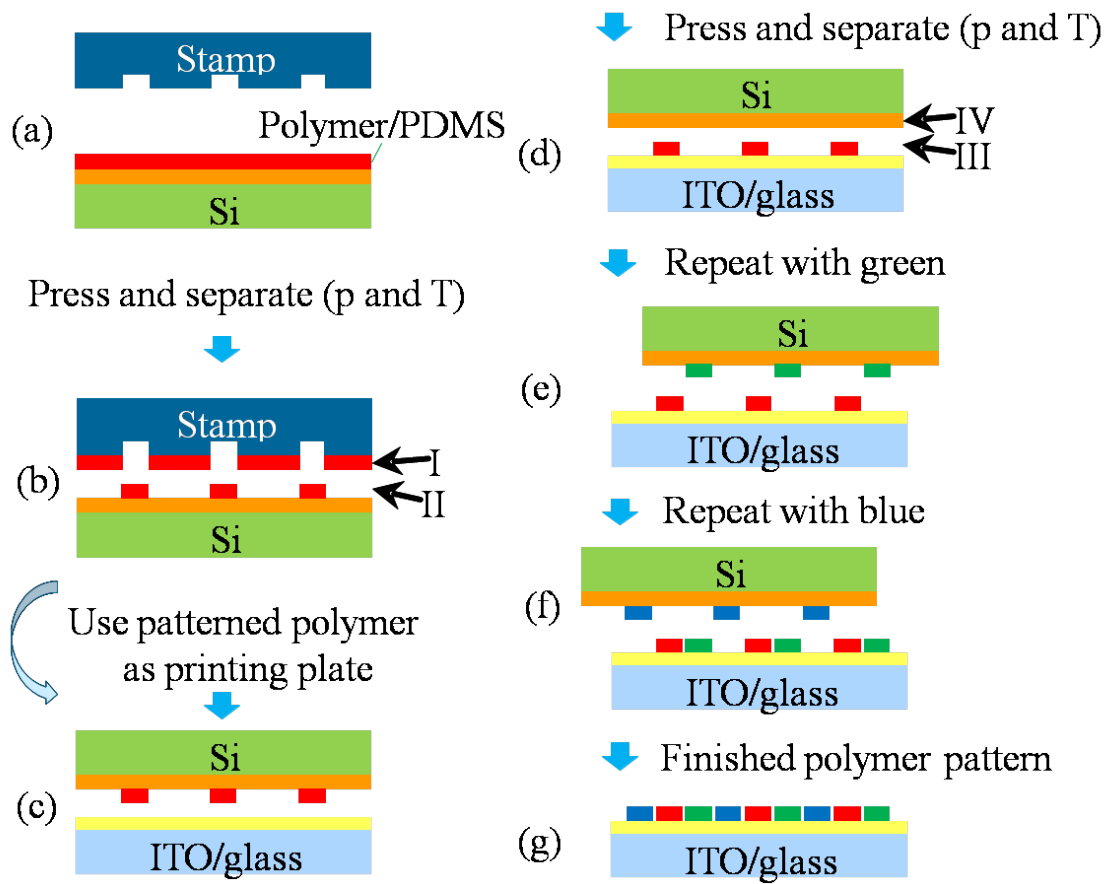 Stamp
(a)
Polymer/PDMS
Si
Press and separate (p and T)
Stamp
I
(b)
II
Si
Use patterned polymer
as printing plate
Si
(c)
ITO/glass
Press and separate (p and T)
Si
IV
(d)
III
ITO/glass
Repeat with green
Si
(e)
ITO/glass
Repeat with blue
Si
(f)
ITO/glass
Finished polymer pattern
(g)
ITO/glass